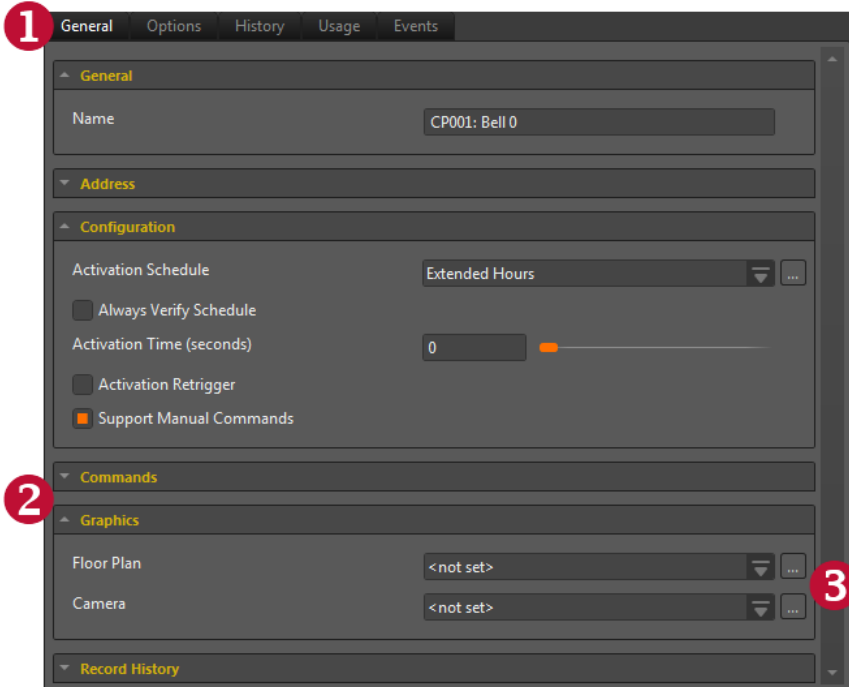 1 General Options History Usage Events
General
Name CP001: Bell 0
Address
Configuration
Activation Schedule Extended Hours ...
Always Verify Schedule
Activation Time (seconds) 0
Activation Retrigger
Support Manual Commands
Commands
2
Graphics
Floor Plan <not set> ...
3
Camera <not set> ...
Record History